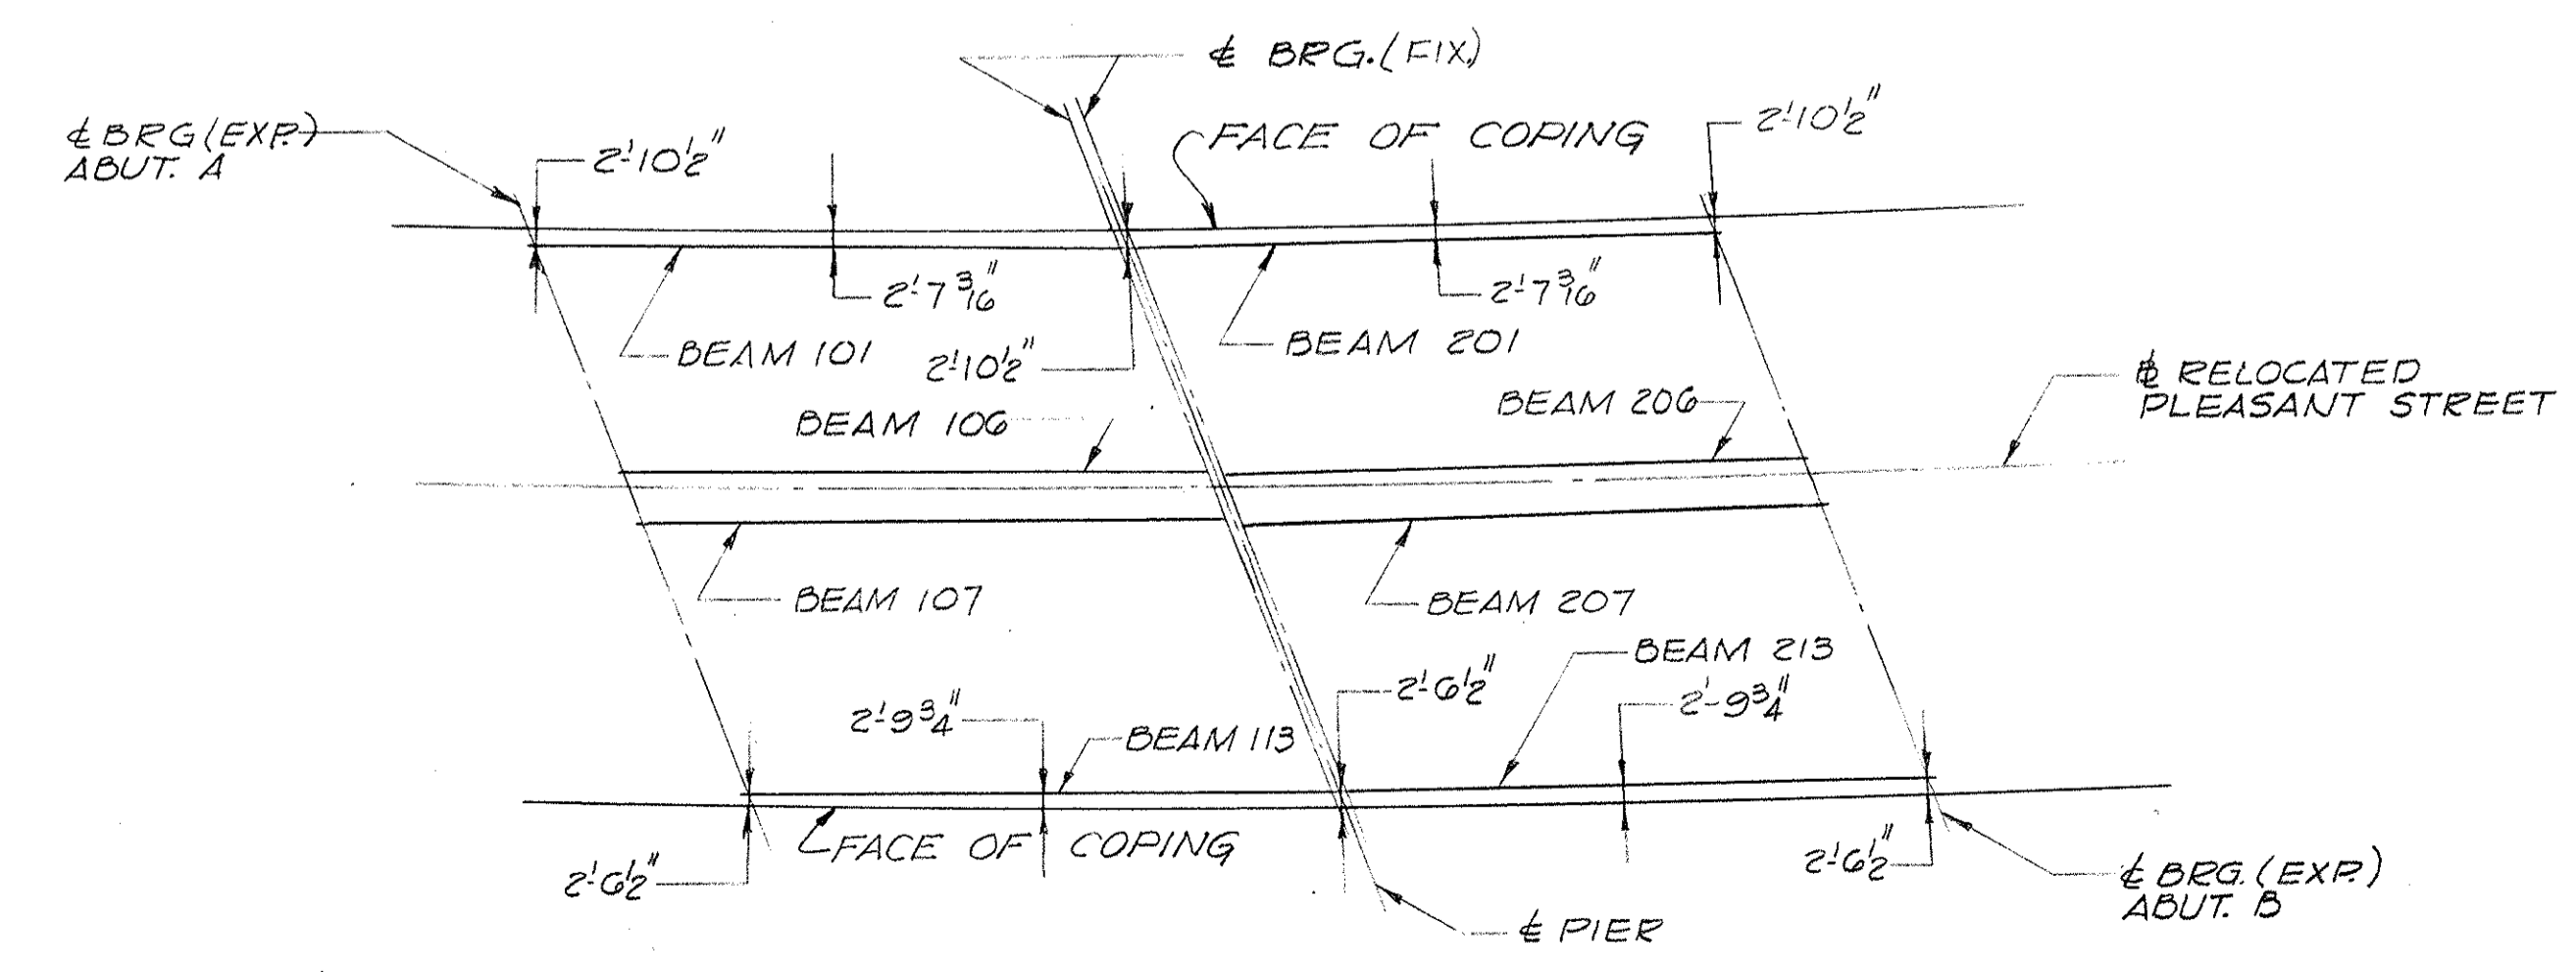 ℄ BRG. (FIX.)
℄ BRG (EXP.)
ABUT. A
2'-10½"
FACE OF COPING
2'-10½"
2'-7 3/16"
2'-7 3/16"
BEAM 101
2'-10½"
BEAM 201
BEAM 106
BEAM 206
RELOCATED
PLEASANT STREET
BEAM 107
BEAM 207
BEAM 213
2'-6½"
2'-9¾"
2'-9¾"
BEAM 113
FACE OF COPING
2'-6½"
2'-6½"
℄ BRG. (EXP.)
ABUT. B
℄ PIER